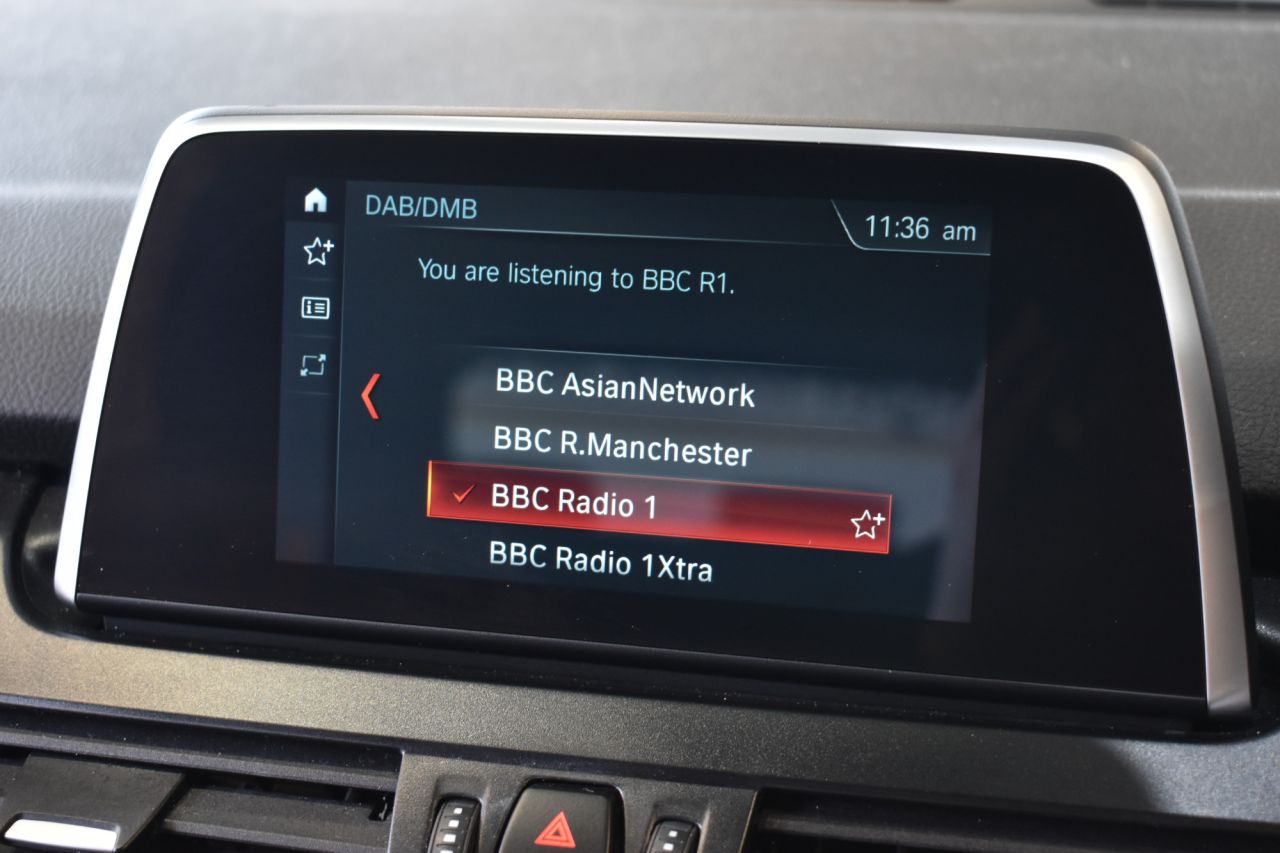 DAB/DMB
11:36 am
You are listening to BBC R1.
BBC AsianNetwork
BBC R.Manchester
BBC Radio 1
BBC Radio 1Xtra